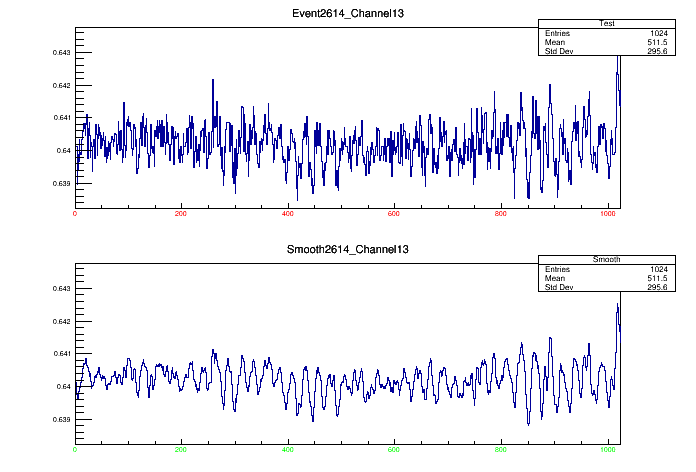 Event2614_Channel13
Test
Entries 1024
Mean 511.5
Std Dev 295.6
0.643
0.642
0.641
0.64
0.639
0 200 400 600 800 1000
Smooth2614_Channel13
Smooth
Entries 1024
Mean 511.5
Std Dev 295.6
0.643
0.642
0.641
0.64
0.639
0 200 400 600 800 1000